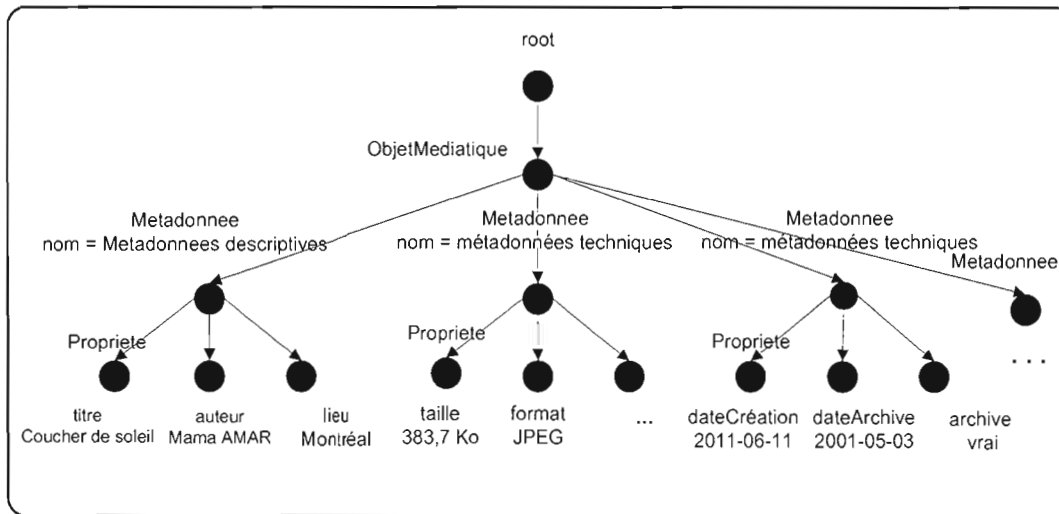 root
ObjetMediatique
Metadonnee
nom = Metadonnees descriptives
Metadonnee
nom = métadonnées techniques
Metadonnee
nom = métadonnées techniques
Metadonnee
Propriete
Propriete
Propriete
. . .
titre
Coucher de soleil
auteur
Mama AMAR
lieu
Montréal
taille
383,7 Ko
format
JPEG
...
dateCréation
2011-06-11
dateArchive
2001-05-03
archive
vrai